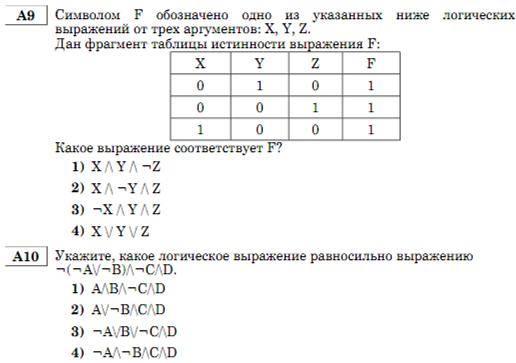 А9 Символом F обозначено одно из указанных ниже логических
выражений от трех аргументов: X, Y, Z.
Дан фрагмент таблицы истинности выражения F:
X Y Z F
0 1 0 1
0 0 1 1
1 0 0 1
Какое выражение соответствует F?
1) X /\ Y /\ ¬Z
2) X /\ ¬Y /\ Z
3) ¬X /\ Y /\ Z
4) X \/ Y \/ Z
А10 Укажите, какое логическое выражение равносильно выражению
¬(¬A\/¬B)/\¬C/\D.
1) A/\B/\¬C/\D
2) A\/¬B/\C/\D
3) ¬A\/B\/¬C/\D
4) ¬A/\¬B/\C/\D